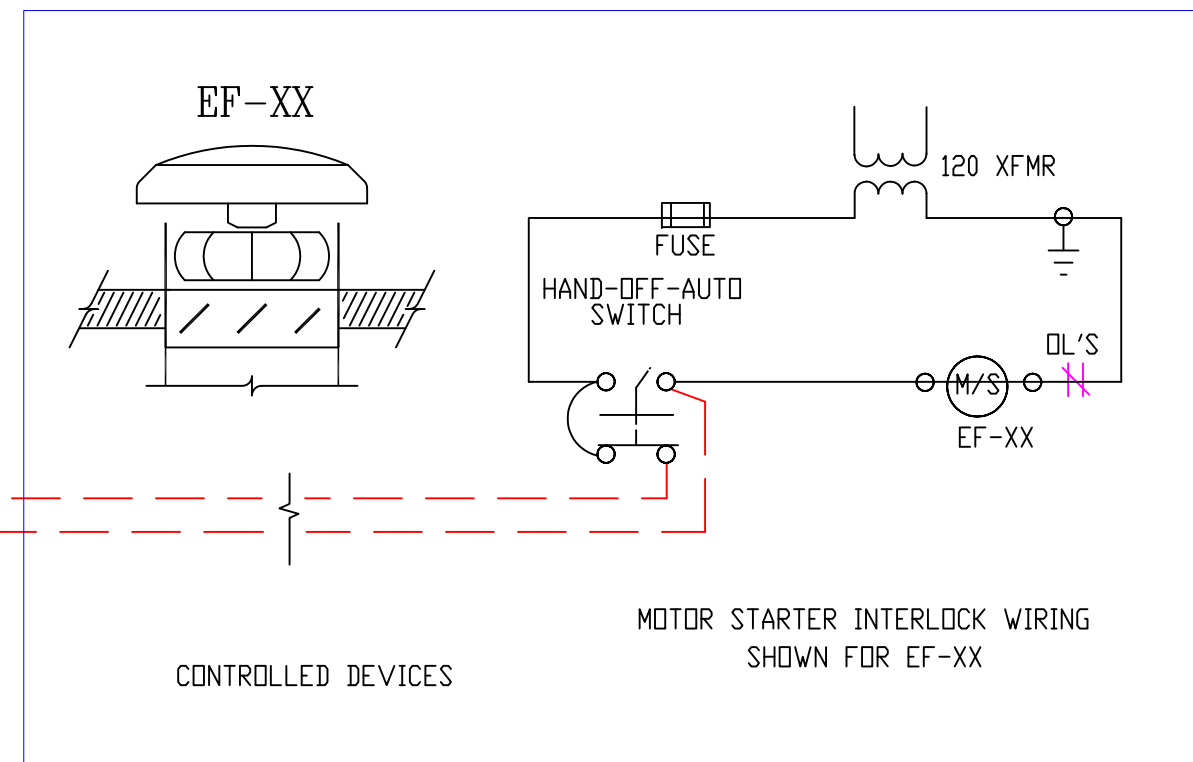 EF-XX
120 XFMR
FUSE
HAND-OFF-AUTO
SWITCH
OL'S
M/S
EF-XX
MOTOR STARTER INTERLOCK WIRING
SHOWN FOR EF-XX
CONTROLLED DEVICES